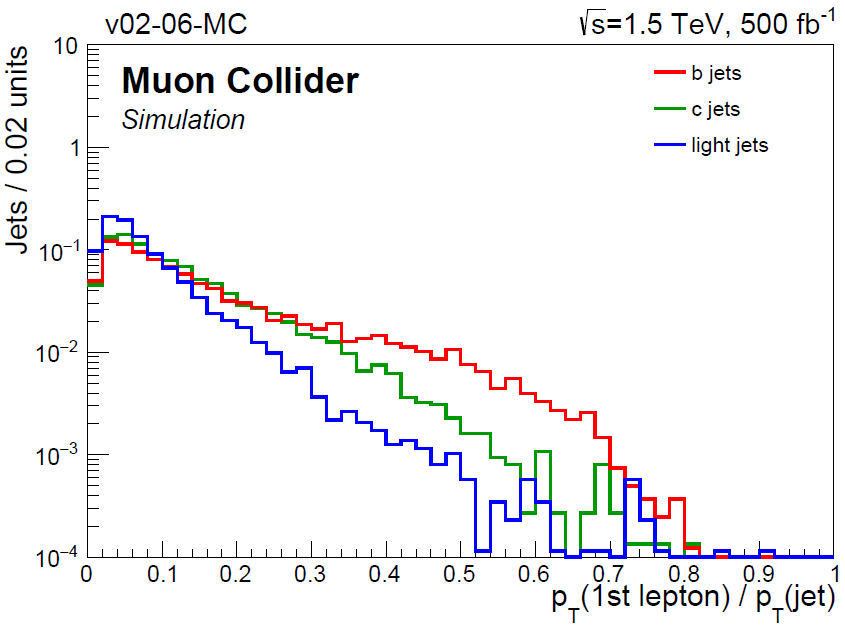 v02-06-MC √s=1.5 TeV, 500 fb⁻¹
10
Muon Collider
Simulation
b jets
c jets
light jets
Jets / 0.02 units
1
10⁻¹
10⁻²
10⁻³
10⁻⁴
0 0.1 0.2 0.3 0.4 0.5 0.6 0.7 0.8 0.9 1
p_T(1st lepton) / p_T(jet)